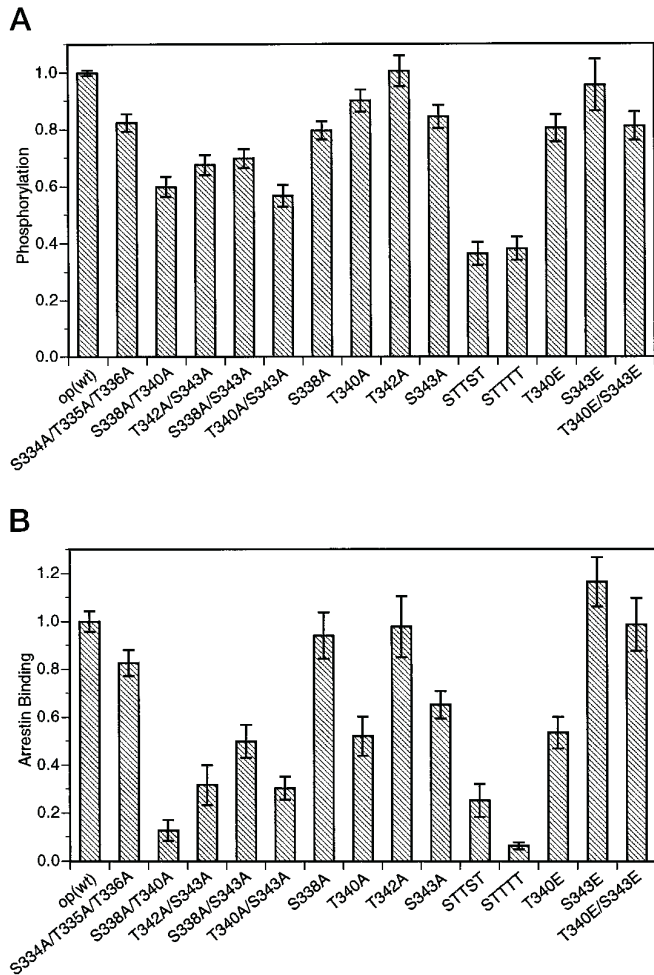 A
Phosphorylation
1.0
0.8
0.6
0.4
0.2
0.0
op(wt)
S334A/T335A/T336A
S338A/T340A
T342A/S343A
S338A/S343A
T340A/S343A
S338A
T340A
T342A
S343A
STTST
STTTT
T340E
S343E
T340E/S343E
B
Arrestin Binding
1.2
1.0
0.8
0.6
0.4
0.2
0.0
op(wt)
S334A/T335A/T336A
S338A/T340A
T342A/S343A
S338A/S343A
T340A/S343A
S338A
T340A
T342A
S343A
STTST
STTTT
T340E
S343E
T340E/S343E